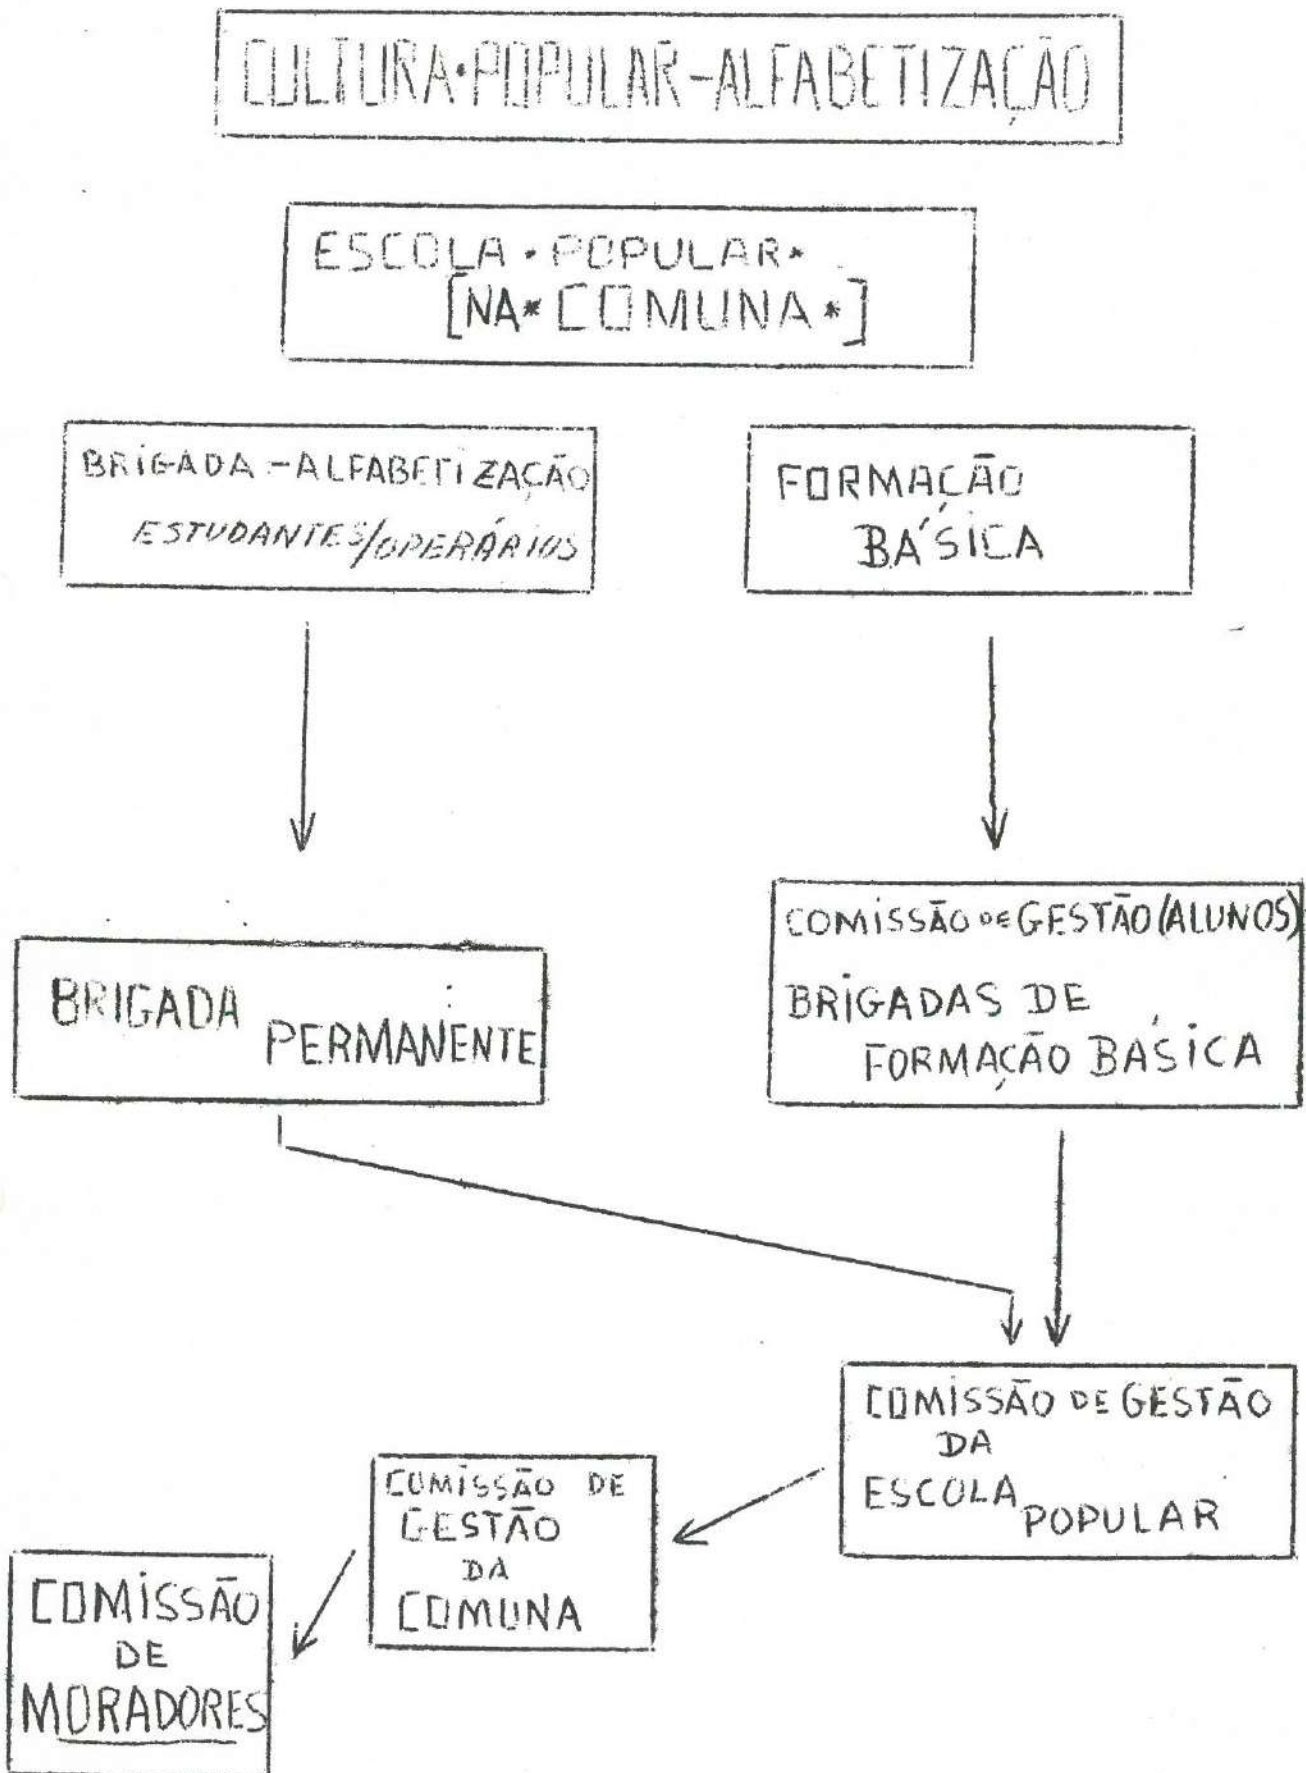 CULTURA•POPULAR-ALFABETIZAÇÃO
ESCOLA • POPULAR*
[NA* COMUNA *]
BRIGADA-ALFABETIZAÇÃO
ESTUDANTES/OPERÁRIOS
FORMAÇÃO
BÁSICA
BRIGADA PERMANENTE
COMISSÃO DE GESTÃO (ALUNOS)
BRIGADAS DE
FORMAÇÃO BÁSICA
COMISSÃO DE GESTÃO
DA
ESCOLA POPULAR
COMISSÃO DE
GESTÃO
DA
COMUNA
COMISSÃO
DE
MORADORES